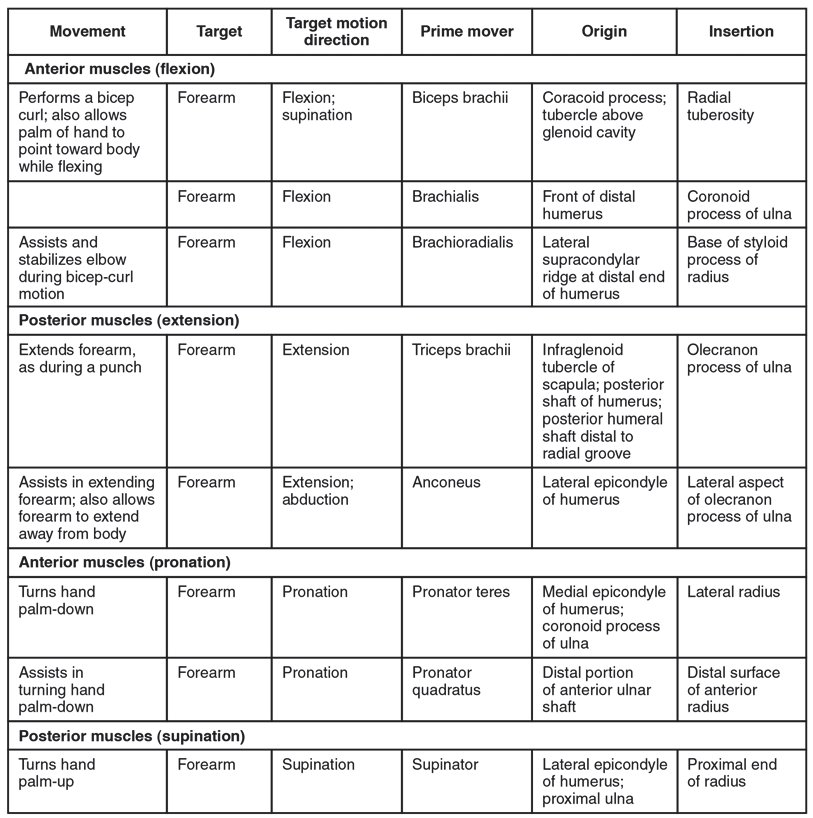 Movement
Target
Target motion
direction
Prime mover
Origin
Insertion
Anterior muscles (flexion)
Performs a bicep
curl; also allows
palm of hand to
point toward body
while flexing
Forearm
Flexion;
supination
Biceps brachii
Coracoid process;
tubercle above
glenoid cavity
Radial
tuberosity
Forearm
Flexion
Brachialis
Front of distal
humerus
Coronoid
process of ulna
Assists and
stabilizes elbow
during bicep-curl
motion
Forearm
Flexion
Brachioradialis
Lateral
supracondylar
ridge at distal end
of humerus
Base of styloid
process of
radius
Posterior muscles (extension)
Extends forearm,
as during a punch
Forearm
Extension
Triceps brachii
Infraglenoid
tubercle of
scapula; posterior
shaft of humerus;
posterior humeral
shaft distal to
radial groove
Olecranon
process of ulna
Assists in extending
forearm; also allows
forearm to extend
away from body
Forearm
Extension;
abduction
Anconeus
Lateral epicondyle
of humerus
Lateral aspect
of olecranon
process of ulna
Anterior muscles (pronation)
Turns hand
palm-down
Forearm
Pronation
Pronator teres
Medial epicondyle
of humerus;
coronoid process
of ulna
Lateral radius
Assists in
turning hand
palm-down
Forearm
Pronation
Pronator
quadratus
Distal portion
of anterior ulnar
shaft
Distal surface
of anterior
radius
Posterior muscles (supination)
Turns hand
palm-up
Forearm
Supination
Supinator
Lateral epicondyle
of humerus;
proximal ulna
Proximal end
of radius